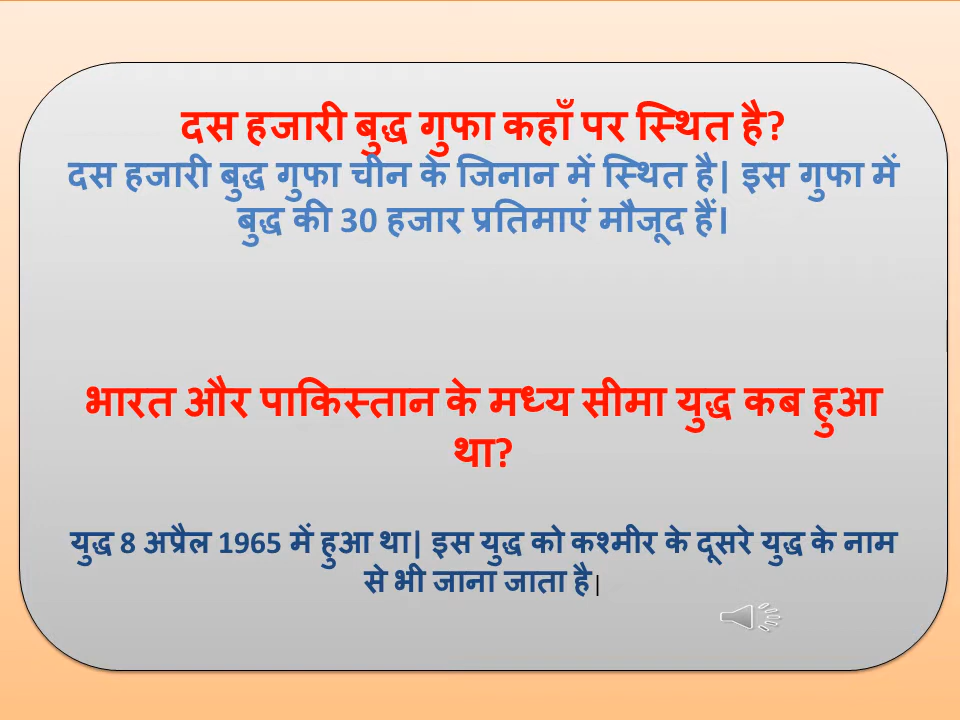 दस हजारी बुद्ध गुफा कहाँ पर स्थित है?
दस हजारी बुद्ध गुफा चीन के जिनान में स्थित है| इस गुफा में
बुद्ध की 30 हजार प्रतिमाएं मौजूद हैं।
भारत और पाकिस्तान के मध्य सीमा युद्ध कब हुआ
था?
युद्ध 8 अप्रैल 1965 में हुआ था| इस युद्ध को कश्मीर के दूसरे युद्ध के नाम
से भी जाना जाता है|